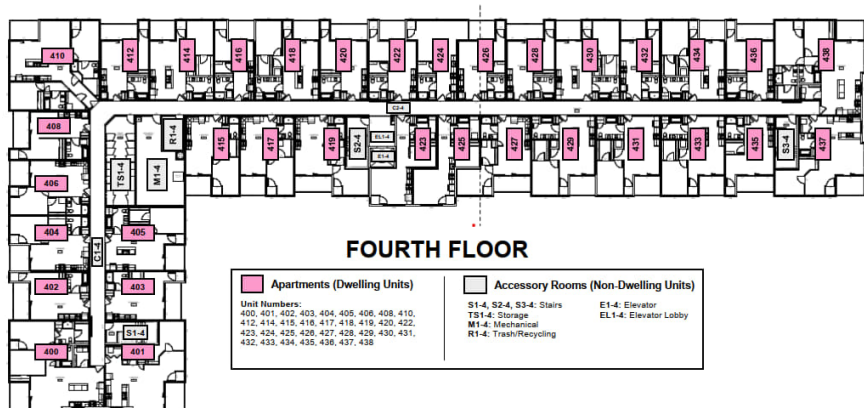 410
412
414
416
418
420
422
424
426
428
430
432
434
436
438
C2-4
408
R1-4
415
417
419
S2-4
EL1-4
E1-4
423
425
427
429
431
433
435
S3-4
437
406
TS1-4
M1-4
404
405
C1-4
402
403
400
S1-4
401
FOURTH FLOOR
Apartments (Dwelling Units)
Unit Numbers:
400, 401, 402, 403, 404, 405, 406, 408, 410,
412, 414, 415, 416, 417, 418, 419, 420, 422,
423, 424, 425, 426, 427, 428, 429, 430, 431,
432, 433, 434, 435, 436, 437, 438
Accessory Rooms (Non-Dwelling Units)
S1-4, S2-4, S3-4: Stairs
TS1-4: Storage
M1-4: Mechanical
R1-4: Trash/Recycling
E1-4: Elevator
EL1-4: Elevator Lobby